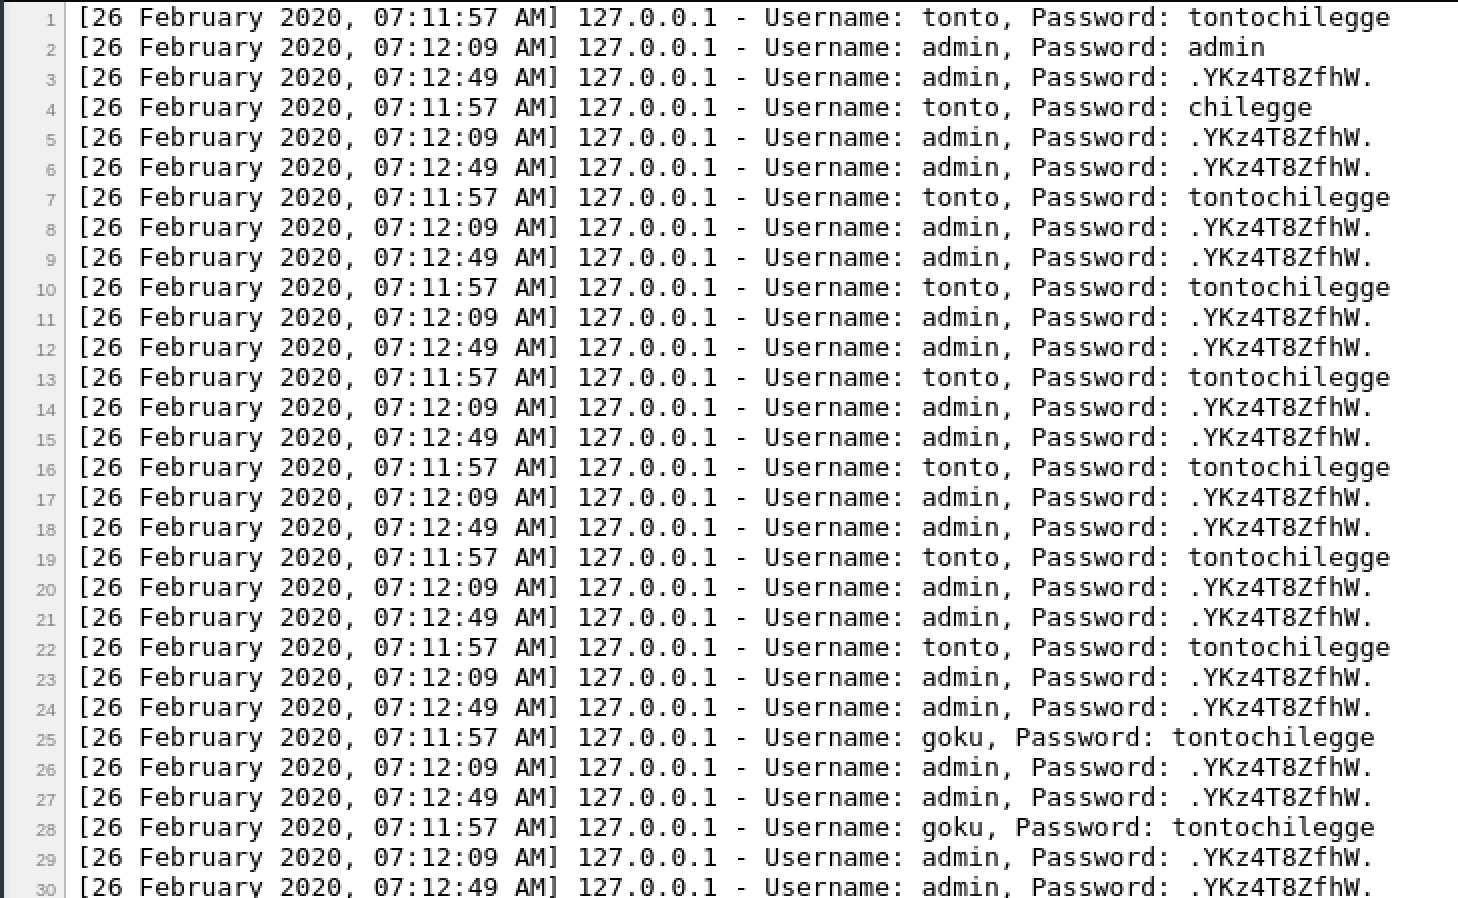 1 [26 February 2020, 07:11:57 AM] 127.0.0.1 - Username: tonto, Password: tontochilegge
2 [26 February 2020, 07:12:09 AM] 127.0.0.1 - Username: admin, Password: admin
3 [26 February 2020, 07:12:49 AM] 127.0.0.1 - Username: admin, Password: .YKz4T8ZfhW.
4 [26 February 2020, 07:11:57 AM] 127.0.0.1 - Username: tonto, Password: chilegge
5 [26 February 2020, 07:12:09 AM] 127.0.0.1 - Username: admin, Password: .YKz4T8ZfhW.
6 [26 February 2020, 07:12:49 AM] 127.0.0.1 - Username: admin, Password: .YKz4T8ZfhW.
7 [26 February 2020, 07:11:57 AM] 127.0.0.1 - Username: tonto, Password: tontochilegge
8 [26 February 2020, 07:12:09 AM] 127.0.0.1 - Username: admin, Password: .YKz4T8ZfhW.
9 [26 February 2020, 07:12:49 AM] 127.0.0.1 - Username: admin, Password: .YKz4T8ZfhW.
10 [26 February 2020, 07:11:57 AM] 127.0.0.1 - Username: tonto, Password: tontochilegge
11 [26 February 2020, 07:12:09 AM] 127.0.0.1 - Username: admin, Password: .YKz4T8ZfhW.
12 [26 February 2020, 07:12:49 AM] 127.0.0.1 - Username: admin, Password: .YKz4T8ZfhW.
13 [26 February 2020, 07:11:57 AM] 127.0.0.1 - Username: tonto, Password: tontochilegge
14 [26 February 2020, 07:12:09 AM] 127.0.0.1 - Username: admin, Password: .YKz4T8ZfhW.
15 [26 February 2020, 07:12:49 AM] 127.0.0.1 - Username: admin, Password: .YKz4T8ZfhW.
16 [26 February 2020, 07:11:57 AM] 127.0.0.1 - Username: tonto, Password: tontochilegge
17 [26 February 2020, 07:12:09 AM] 127.0.0.1 - Username: admin, Password: .YKz4T8ZfhW.
18 [26 February 2020, 07:12:49 AM] 127.0.0.1 - Username: admin, Password: .YKz4T8ZfhW.
19 [26 February 2020, 07:11:57 AM] 127.0.0.1 - Username: tonto, Password: tontochilegge
20 [26 February 2020, 07:12:09 AM] 127.0.0.1 - Username: admin, Password: .YKz4T8ZfhW.
21 [26 February 2020, 07:12:49 AM] 127.0.0.1 - Username: admin, Password: .YKz4T8ZfhW.
22 [26 February 2020, 07:11:57 AM] 127.0.0.1 - Username: tonto, Password: tontochilegge
23 [26 February 2020, 07:12:09 AM] 127.0.0.1 - Username: admin, Password: .YKz4T8ZfhW.
24 [26 February 2020, 07:12:49 AM] 127.0.0.1 - Username: admin, Password: .YKz4T8ZfhW.
25 [26 February 2020, 07:11:57 AM] 127.0.0.1 - Username: goku, Password: tontochilegge
26 [26 February 2020, 07:12:09 AM] 127.0.0.1 - Username: admin, Password: .YKz4T8ZfhW.
27 [26 February 2020, 07:12:49 AM] 127.0.0.1 - Username: admin, Password: .YKz4T8ZfhW.
28 [26 February 2020, 07:11:57 AM] 127.0.0.1 - Username: goku, Password: tontochilegge
29 [26 February 2020, 07:12:09 AM] 127.0.0.1 - Username: admin, Password: .YKz4T8ZfhW.
30 [26 February 2020, 07:12:49 AM] 127.0.0.1 - Username: admin, Password: .YKz4T8ZfhW.